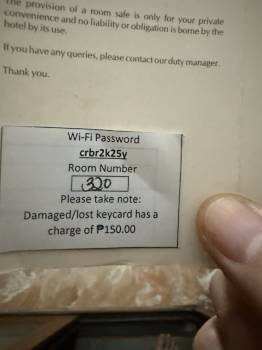 The provision of a room safe is only for your private
convenience and no liability or obligation is borne by the
hotel by its use.
If you have any queries, please contact our duty manager.
Thank you.
Wi-Fi Password
crbr2k25y
Room Number
320
Please take note:
Damaged/lost keycard has a
charge of ₱150.00